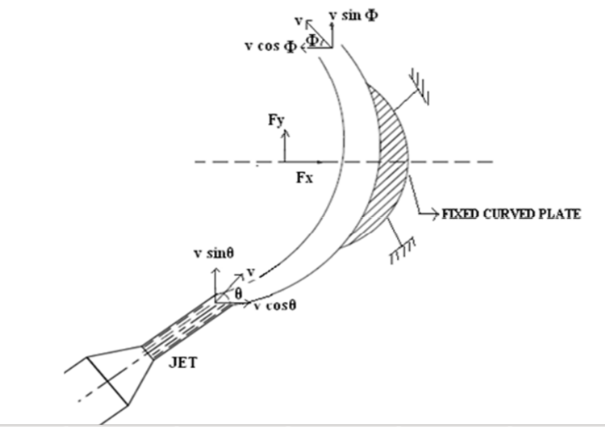 v v sin Φ
v cos Φ Φ
Fy
Fx
FIXED CURVED PLATE
v sinθ
v
θ
v cosθ
JET